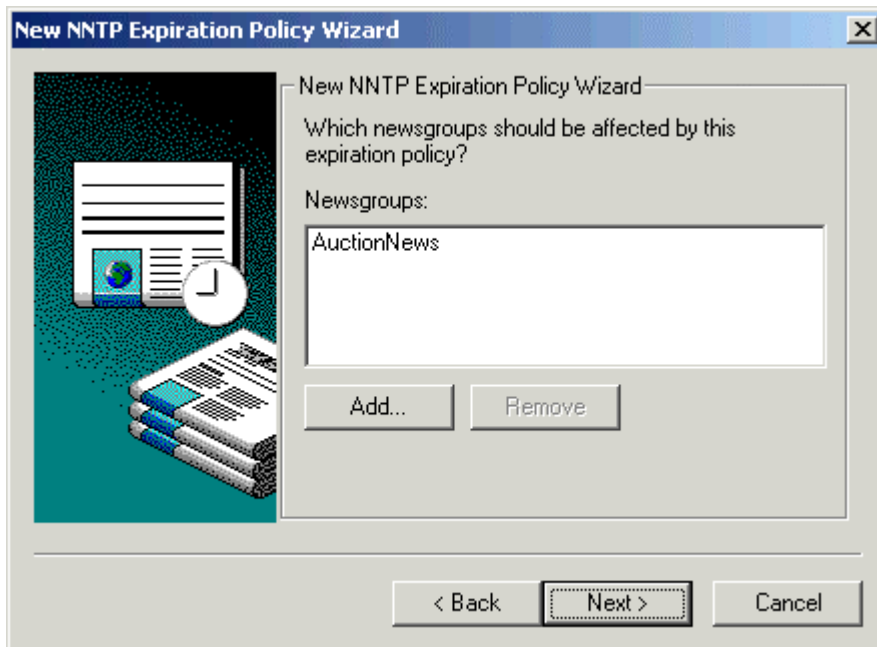 New NNTP Expiration Policy Wizard
New NNTP Expiration Policy Wizard
Which newsgroups should be affected by this
expiration policy?
Newsgroups:
AuctionNews
Add...
Remove
< Back
Next >
Cancel